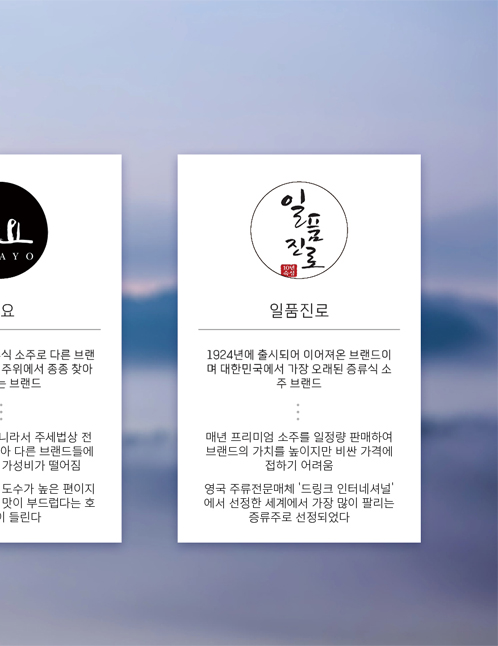 요
AYO
요
식 소주로 다른 브랜
주위에서 종종 찾아
는 브랜드
니라서 주세법상 전
아 다른 브랜드들에
가성비가 떨어짐
도수가 높은 편이지
맛이 부드럽다는 호
이 들린다
일품
진로
10년
숙성
일품진로
1924년에 출시되어 이어져온 브랜드이
며 대한민국에서 가장 오래된 증류식 소
주 브랜드
매년 프리미엄 소주를 일정량 판매하여
브랜드의 가치를 높이지만 비싼 가격에
접하기 어려움
영국 주류전문매체 '드링크 인터네셔널'
에서 선정한 세계에서 가장 많이 팔리는
증류주로 선정되었다